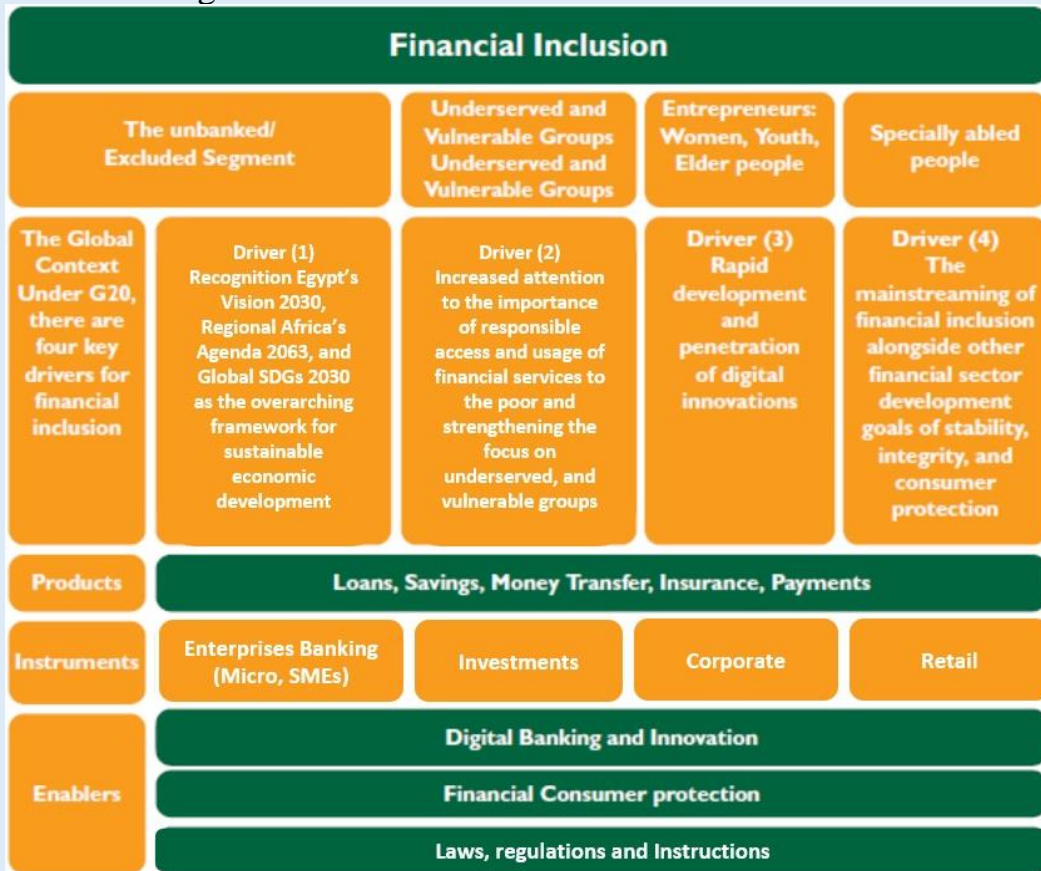 Financial Inclusion
The unbanked/
Excluded Segment
Underserved and
Vulnerable Groups
Underserved and
Vulnerable Groups
Entrepreneurs:
Women, Youth,
Elder people
Specially abled
people
The Global
Context
Under G20,
there are
four key
drivers for
financial
inclusion
Driver (1)
Recognition Egypt's
Vision 2030,
Regional Africa's
Agenda 2063, and
Global SDGs 2030
as the overarching
framework for
sustainable
economic
development
Driver (2)
Increased attention
to the importance
of responsible
access and usage of
financial services to
the poor and
strengthening the
focus on
underserved, and
vulnerable groups
Driver (3)
Rapid
development
and
penetration
of digital
innovations
Driver (4)
The
mainstreaming of
financial inclusion
alongside other
financial sector
development
goals of stability,
integrity, and
consumer
protection
Products
Loans, Savings, Money Transfer, Insurance, Payments
Instruments
Enterprises Banking
(Micro, SMEs)
Investments
Corporate
Retail
Enablers
Digital Banking and Innovation
Financial Consumer protection
Laws, regulations and Instructions